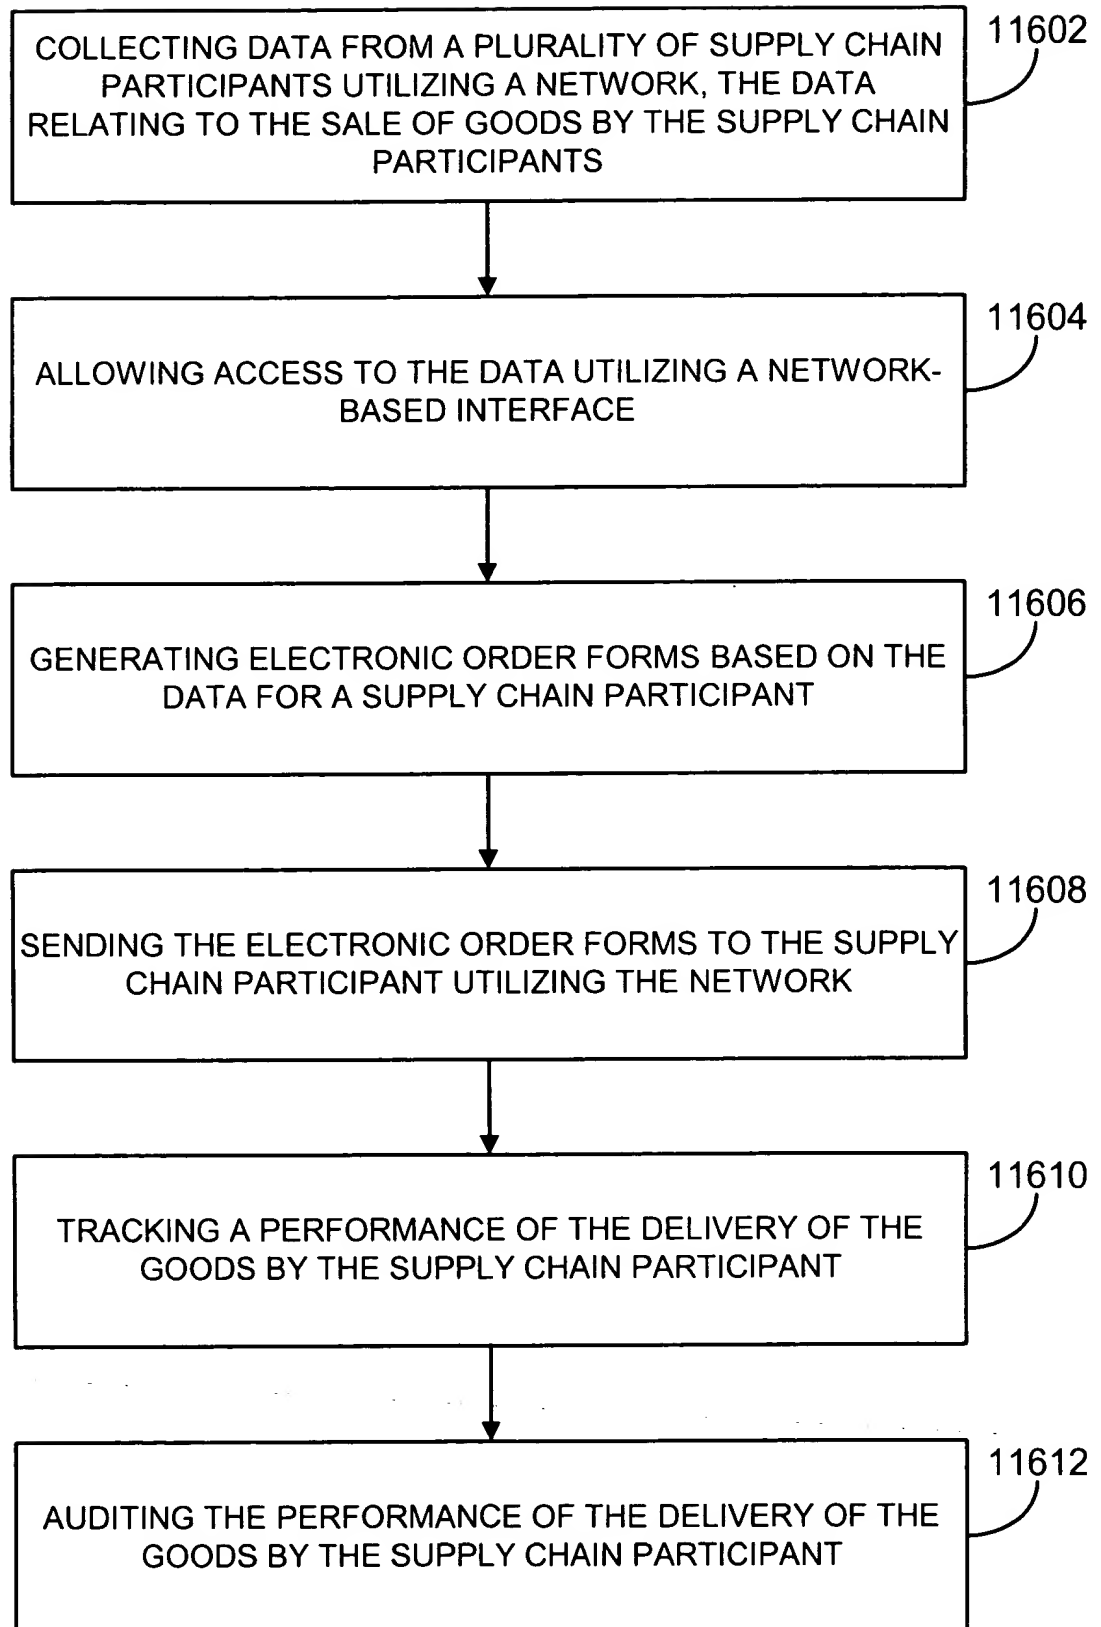 11602
COLLECTING DATA FROM A PLURALITY OF SUPPLY CHAIN
PARTICIPANTS UTILIZING A NETWORK, THE DATA
RELATING TO THE SALE OF GOODS BY THE SUPPLY CHAIN
PARTICIPANTS
11604
ALLOWING ACCESS TO THE DATA UTILIZING A NETWORK-
BASED INTERFACE
11606
GENERATING ELECTRONIC ORDER FORMS BASED ON THE
DATA FOR A SUPPLY CHAIN PARTICIPANT
11608
SENDING THE ELECTRONIC ORDER FORMS TO THE SUPPLY
CHAIN PARTICIPANT UTILIZING THE NETWORK
11610
TRACKING A PERFORMANCE OF THE DELIVERY OF THE
GOODS BY THE SUPPLY CHAIN PARTICIPANT
11612
AUDITING THE PERFORMANCE OF THE DELIVERY OF THE
GOODS BY THE SUPPLY CHAIN PARTICIPANT